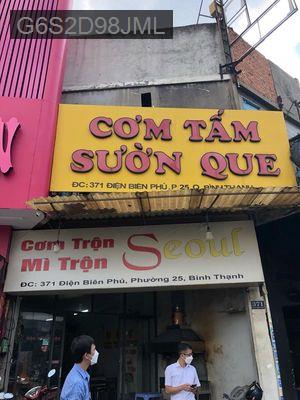 G6S2D98JML
CƠM TẤM
SƯỜN QUE
ĐC: 371 ĐIỆN BIÊN PHỦ, P 25, Q. BÌNH THẠNH
Cơm Trộn
Mì Trộn
Seoul
ĐC: 371 Điện Biên Phủ, Phường 25, Bình Thạnh
371